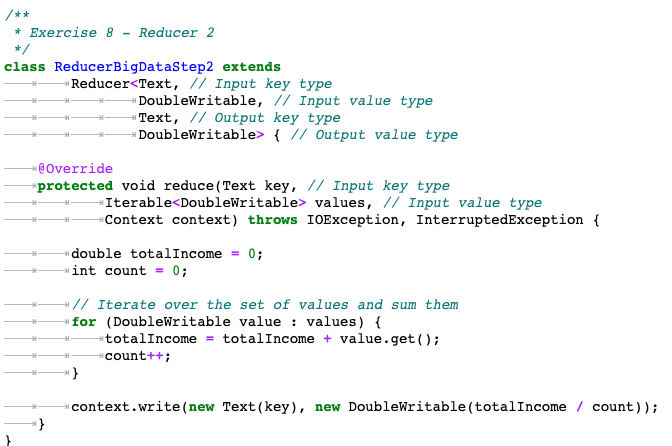 /**
 * Exercise 8 - Reducer 2
 */
class ReducerBigDataStep2 extends
        Reducer<Text, // Input key type
                DoubleWritable, // Input value type
                Text, // Output key type
                DoubleWritable> { // Output value type

    @Override
    protected void reduce(Text key, // Input key type
            Iterable<DoubleWritable> values, // Input value type
            Context context) throws IOException, InterruptedException {

        double totalIncome = 0;
        int count = 0;

        // Iterate over the set of values and sum them
        for (DoubleWritable value : values) {
            totalIncome = totalIncome + value.get();
            count++;
        }

        context.write(new Text(key), new DoubleWritable(totalIncome / count));
    }
}